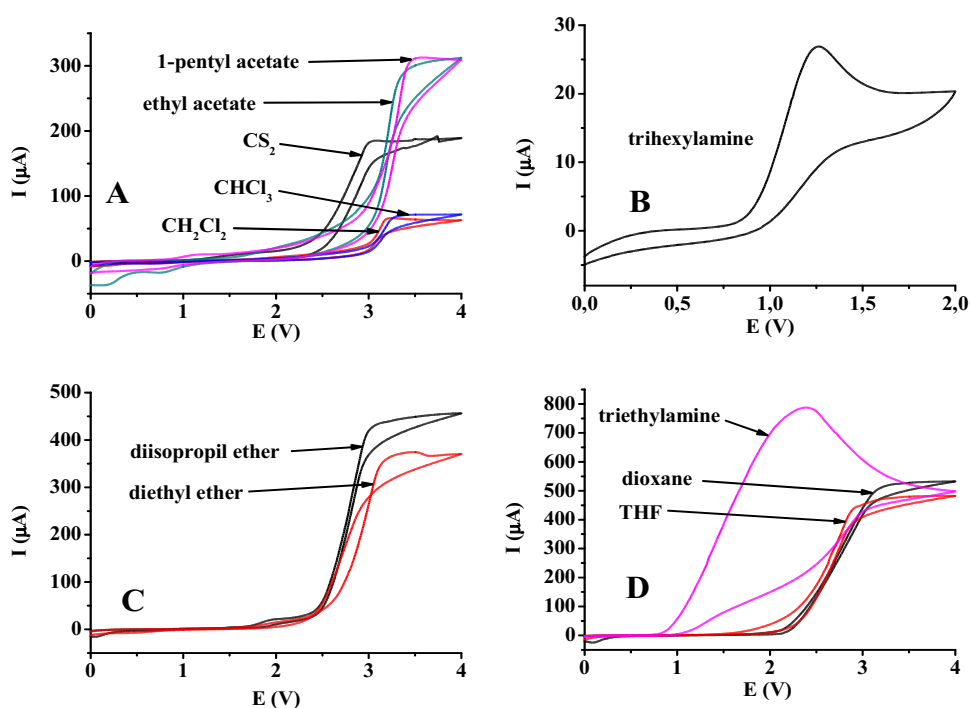 1-pentyl acetate
ethyl acetate
CS2
CHCl3
CH2Cl2
A
I (µA)
300
200
100
0
0 1 2 3 4
E (V)
trihexylamine
B
I (µA)
30
20
10
0
0,0 0,5 1,0 1,5 2,0
E (V)
diisopropil ether
diethyl ether
C
I (µA)
500
400
300
200
100
0
0 1 2 3 4
E (V)
triethylamine
dioxane
THF
D
I (µA)
800
700
600
500
400
300
200
100
0
0 1 2 3 4
E (V)